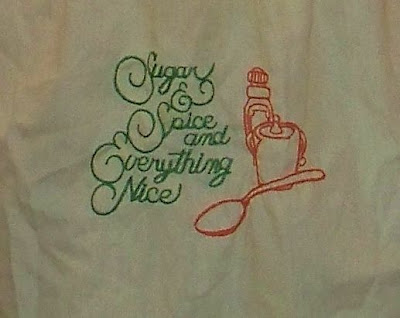 Sugar
&
Spice
and
Everything
Nice